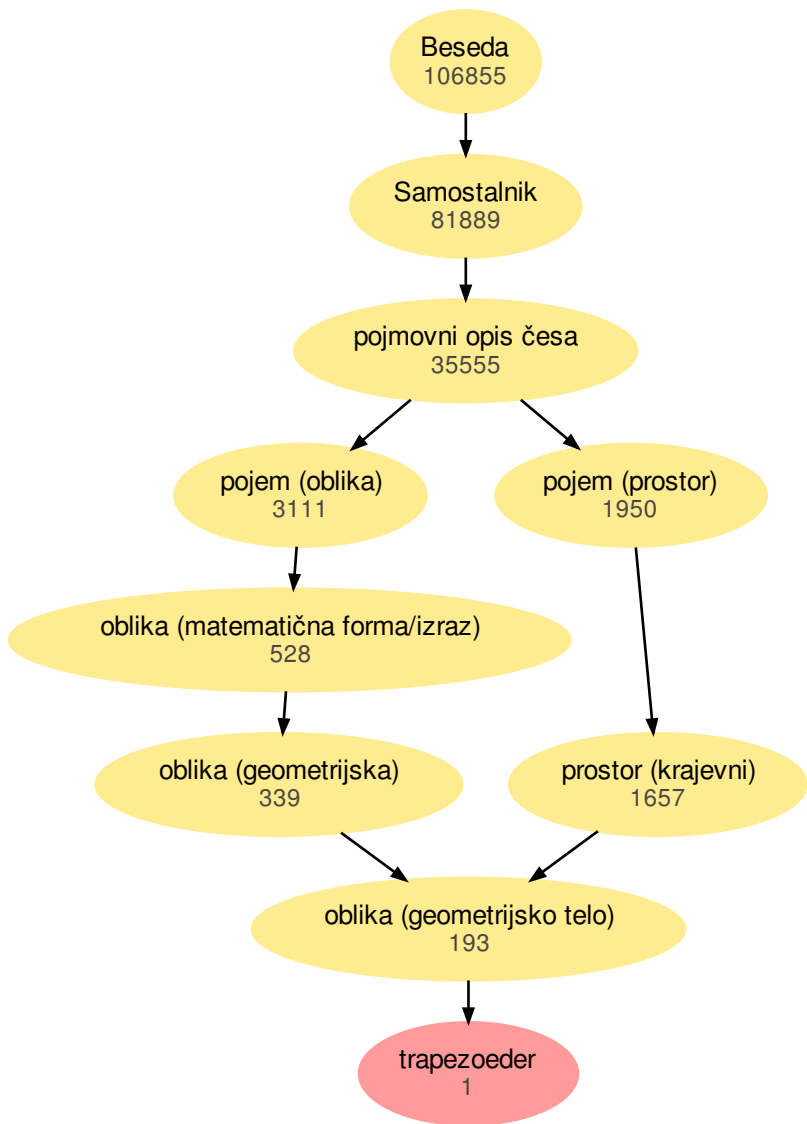 Beseda
106855
Samostalnik
81889
pojmovni opis česa
35555
pojem (oblika)
3111
pojem (prostor)
1950
oblika (matematična forma/izraz)
528
oblika (geometrijska)
339
prostor (krajevni)
1657
oblika (geometrijsko telo)
193
trapezoeder
1